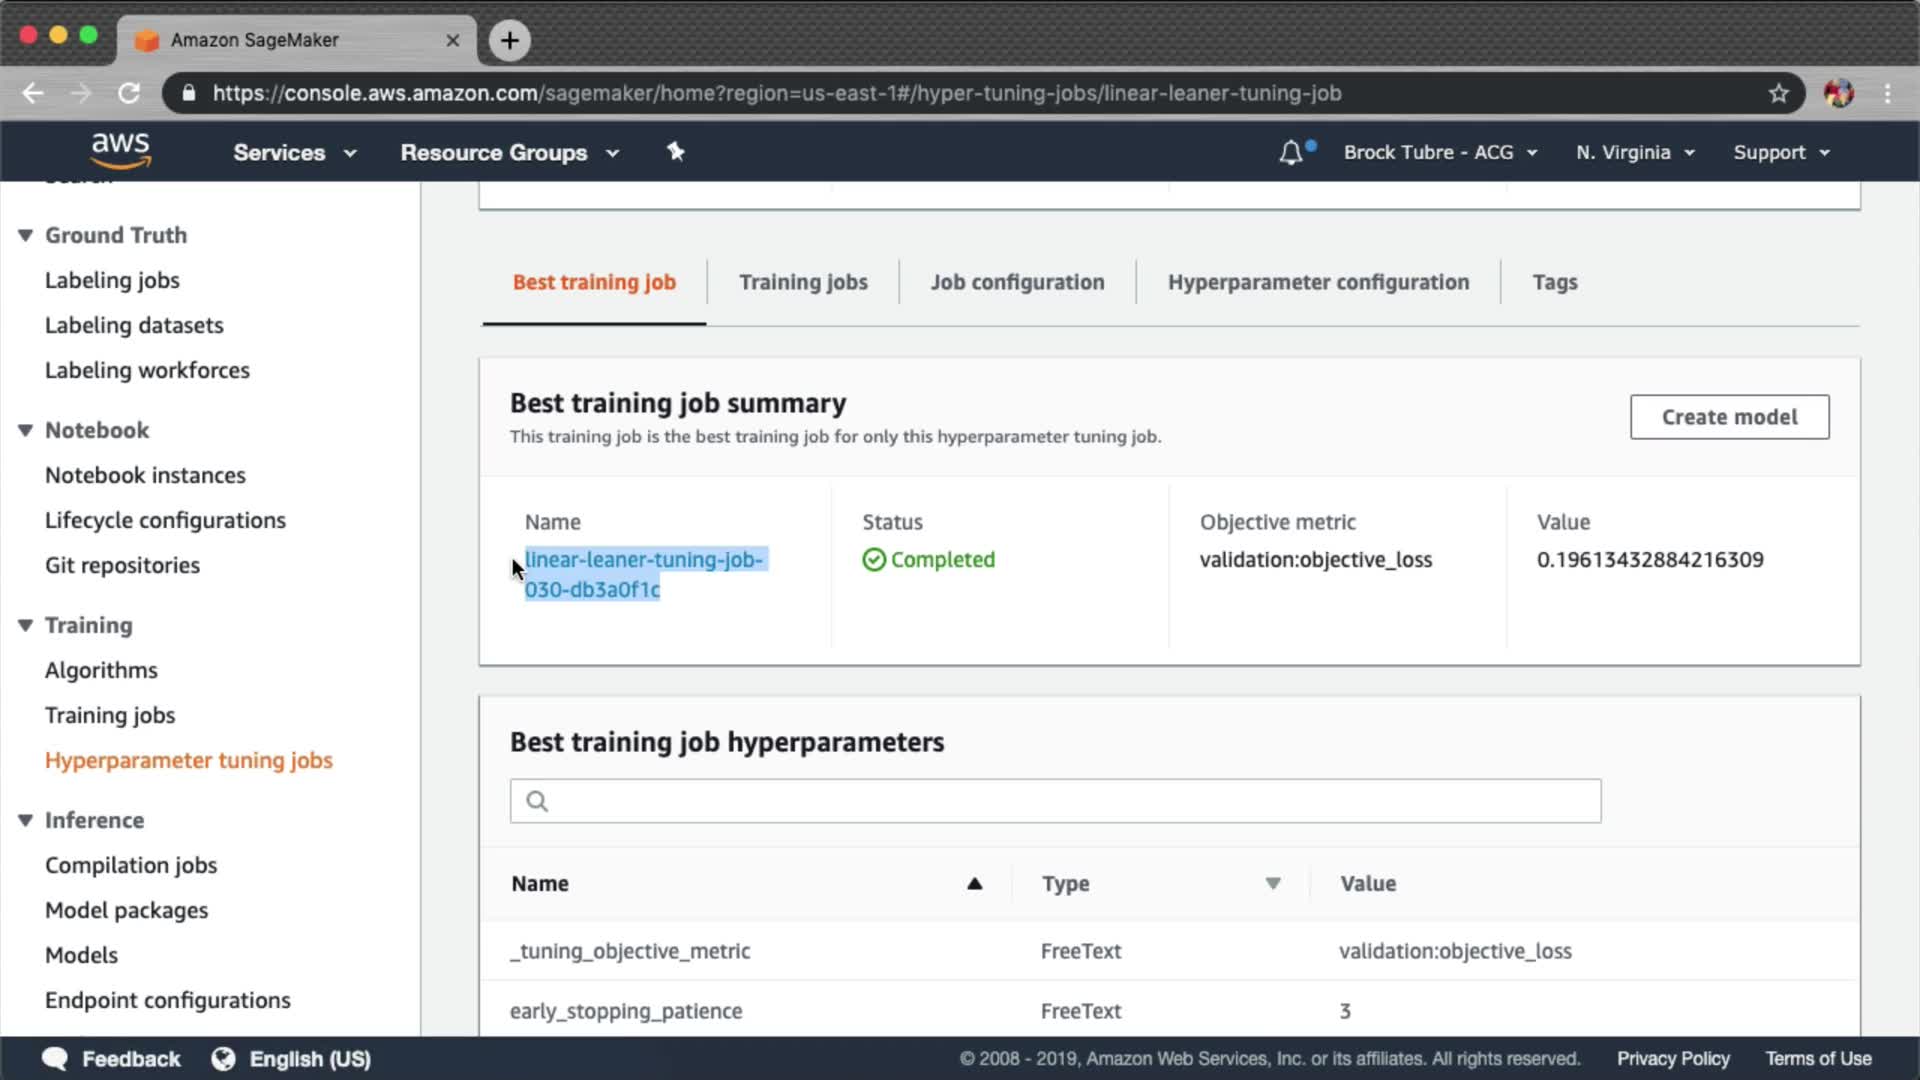 Amazon SageMaker
https://console.aws.amazon.com/sagemaker/home?region=us-east-1#/hyper-tuning-jobs/linear-leaner-tuning-job
aws
Services
Resource Groups
Brock Tubre - ACG
N. Virginia
Support
Ground Truth
Labeling jobs
Labeling datasets
Labeling workforces
Notebook
Notebook instances
Lifecycle configurations
Git repositories
Training
Algorithms
Training jobs
Hyperparameter tuning jobs
Inference
Compilation jobs
Model packages
Models
Endpoint configurations
Best training job
Training jobs
Job configuration
Hyperparameter configuration
Tags
Best training job summary
This training job is the best training job for only this hyperparameter tuning job.
Create model
Name
linear-leaner-tuning-job-
030-db3a0f1c
Status
Completed
Objective metric
validation:objective_loss
Value
0.19613432884216309
Best training job hyperparameters
Name
Type
Value
_tuning_objective_metric
FreeText
validation:objective_loss
early_stopping_patience
FreeText
3
Feedback
English (US)
© 2008 - 2019, Amazon Web Services, Inc. or its affiliates. All rights reserved.
Privacy Policy
Terms of Use